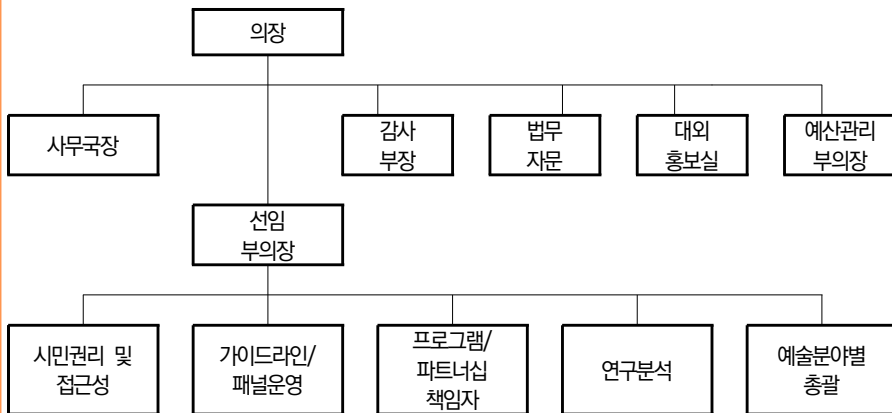 의장
사무국장
감사
부장
법무
자문
대외
홍보실
예산관리
부의장
선임
부의장
시민권리 및
접근성
가이드라인/
패널운영
프로그램/
파트너십
책임자
연구분석
예술분야별
총괄